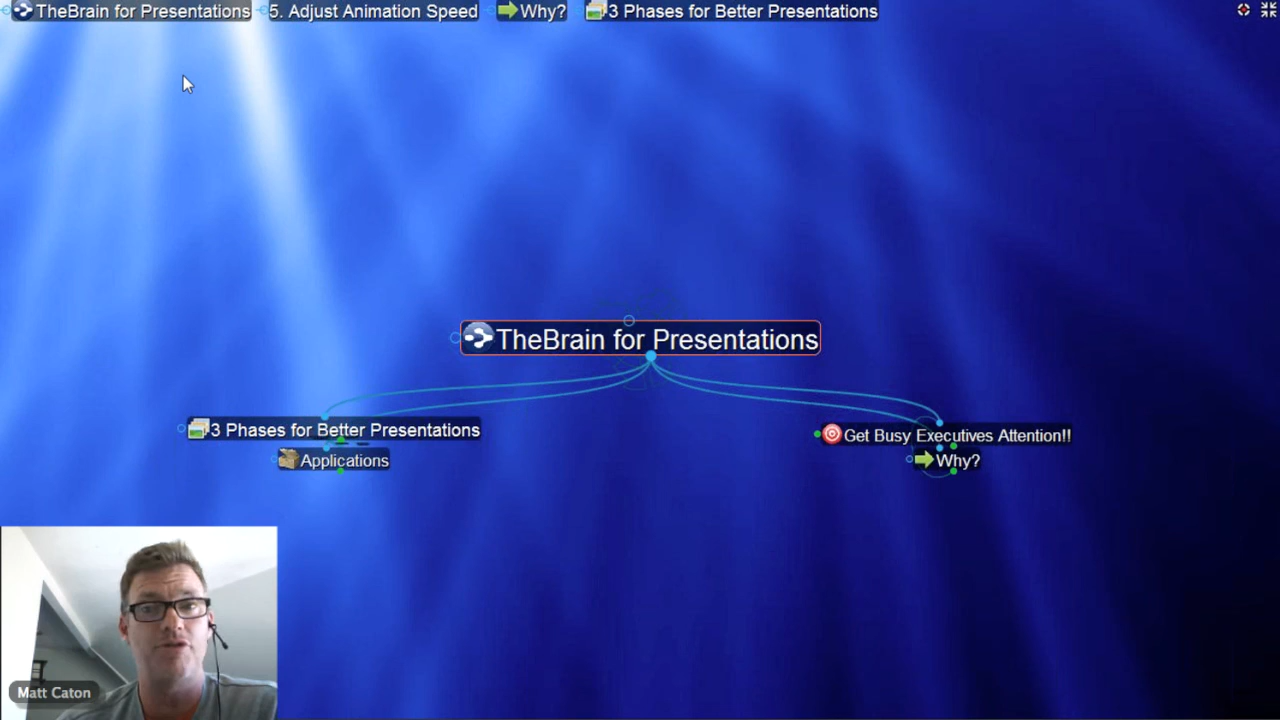 TheBrain for Presentations
5. Adjust Animation Speed
Why?
3 Phases for Better Presentations
TheBrain for Presentations
3 Phases for Better Presentations
Get Busy Executives Attention!!
Applications
Why?
Matt Caton